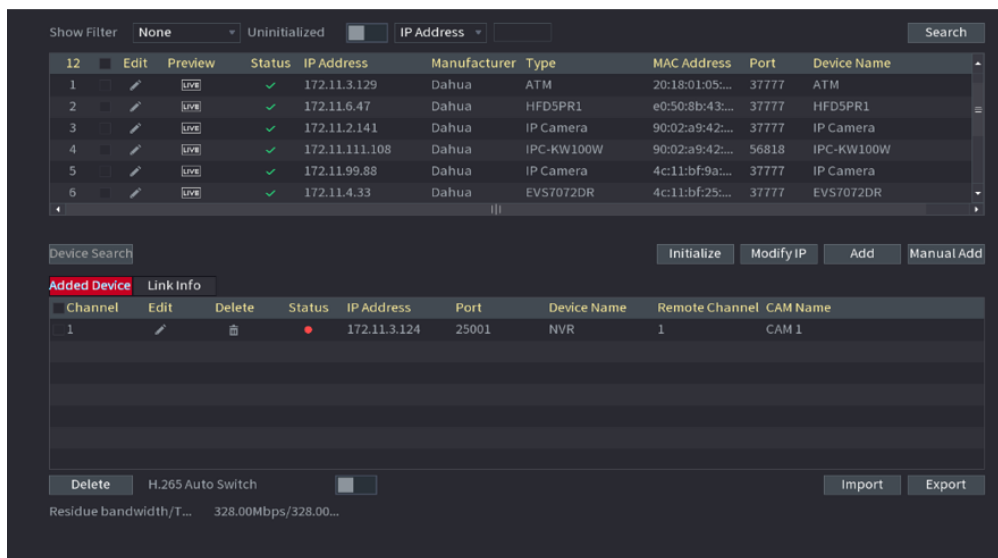 Show Filter None Uninitialized IP Address Search
12 Edit Preview Status IP Address Manufacturer Type MAC Address Port Device Name
1 LIVE 172.11.3.129 Dahua ATM 20:18:01:05:... 37777 ATM
2 LIVE 172.11.6.47 Dahua HFD5PR1 e0:50:8b:43:... 37777 HFD5PR1
3 LIVE 172.11.2.141 Dahua IP Camera 90:02:a9:42:... 37777 IP Camera
4 LIVE 172.11.111.108 Dahua IPC-KW100W 90:02:a9:42:... 56818 IPC-KW100W
5 LIVE 172.11.99.88 Dahua IP Camera 4c:11:bf:9a:... 37777 IP Camera
6 LIVE 172.11.4.33 Dahua EVS7072DR 4c:11:bf:25:... 37777 EVS7072DR
Device Search Initialize Modify IP Add Manual Add
Added Device Link Info
Channel Edit Delete Status IP Address Port Device Name Remote Channel CAM Name
1 172.11.3.124 25001 NVR 1 CAM 1
Delete H.265 Auto Switch Import Export
Residue bandwidth/T... 328.00Mbps/328.00...